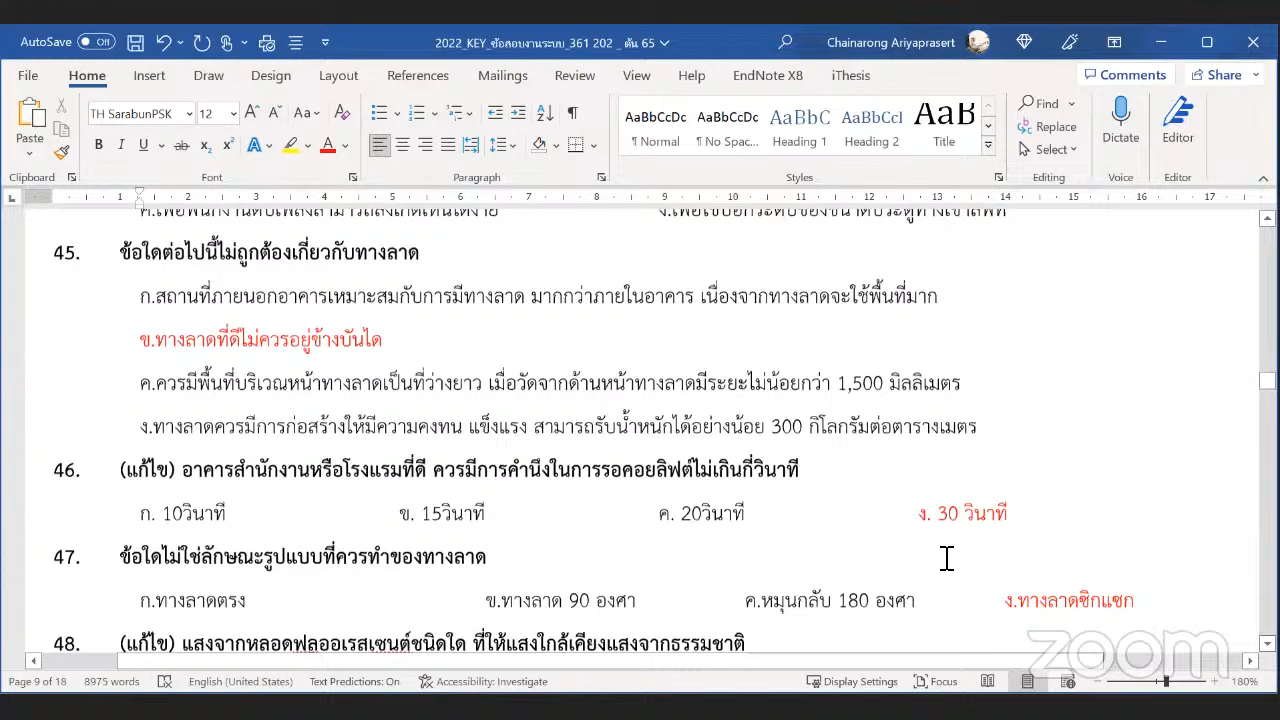 AutoSave Off 2022_KEY_ข้อสอบงานระบบ_361 202 _ ต้น 65 Chainarong Ariyaprasert
File Home Insert Draw Design Layout References Mailings Review View Help EndNote X8 iThesis Comments Share
Paste TH SarabunPSK 12 AaBbCcDc AaBbCcDc AaBbC AaBbCcI AaB Find Replace Select Dictate Editor
¶ Normal ¶ No Spac... Heading 1 Heading 2 Title
Clipboard Font Paragraph Styles Editing Voice Editor
1 1 2 3 4 5 6 7 8 9 10 11 12 13 14 15 16 17
45. ข้อใดต่อไปนี้ไม่ถูกต้องเกี่ยวกับทางลาด
ก.สถานที่ภายนอกอาคารเหมาะสมกับการมีทางลาด มากกว่าภายในอาคาร เนื่องจากทางลาดจะใช้พื้นที่มาก
ข.ทางลาดที่ดีไม่ควรอยู่ข้างบันได
ค.ควรมีพื้นที่บริเวณหน้าทางลาดเป็นที่ว่างยาว เมื่อวัดจากด้านหน้าทางลาดมีระยะไม่น้อยกว่า 1,500 มิลลิเมตร
ง.ทางลาดควรมีการก่อสร้างให้มีความคงทน แข็งแรง สามารถรับน้ำหนักได้อย่างน้อย 300 กิโลกรัมต่อตารางเมตร
46. (แก้ไข) อาคารสำนักงานหรือโรงแรมที่ดี ควรมีการคำนึงในการรอคอยลิฟต์ไม่เกินกี่วินาที
ก. 10วินาที ข. 15วินาที ค. 20วินาที ง. 30 วินาที
47. ข้อใดไม่ใช่ลักษณะรูปแบบที่ควรทำของทางลาด
ก.ทางลาดตรง ข.ทางลาด 90 องศา ค.หมุนกลับ 180 องศา ง.ทางลาดซิกแซก
48. (แก้ไข) แสงจากหลอดฟลูออเรสเซนต์ชนิดใด ที่ให้แสงใกล้เคียงแสงจากธรรมชาติ
zoom
Page 9 of 18 8975 words English (United States) Text Predictions: On Accessibility: Investigate Display Settings Focus 180%